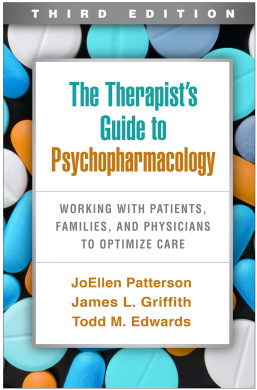 THIRD EDITION
The Therapist's
Guide to
Psychopharmacology
WORKING WITH PATIENTS,
FAMILIES, AND PHYSICIANS
TO OPTIMIZE CARE
JoEllen Patterson
James L. Griffith
Todd M. Edwards